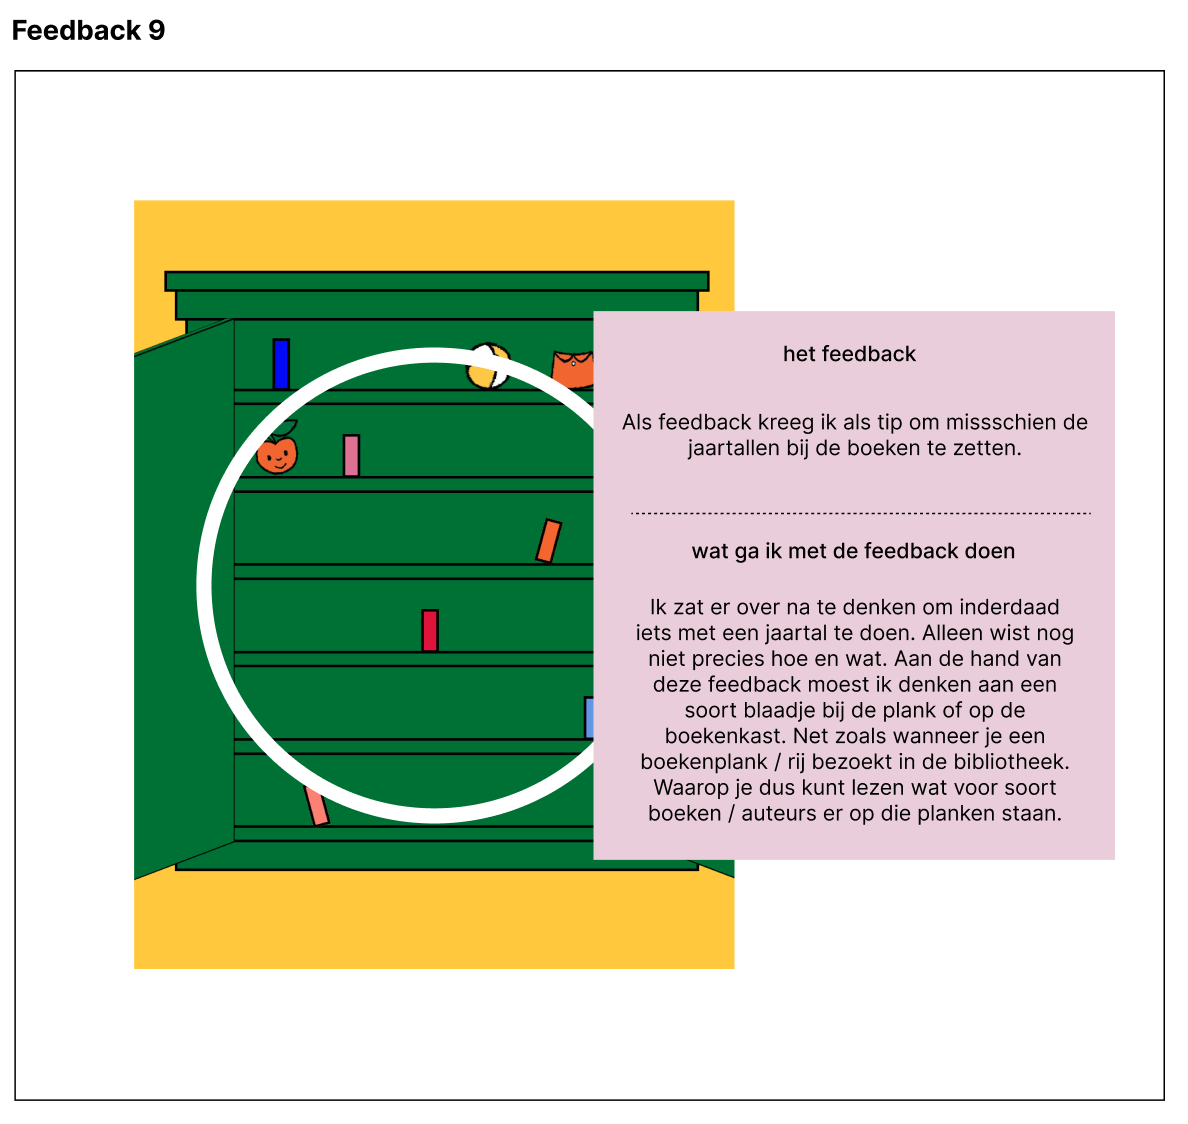 Feedback 9
het feedback
Als feedback kreeg ik als tip om missschien de
jaartallen bij de boeken te zetten.
wat ga ik met de feedback doen
Ik zat er over na te denken om inderdaad
iets met een jaartal te doen. Alleen wist nog
niet precies hoe en wat. Aan de hand van
deze feedback moest ik denken aan een
soort blaadje bij de plank of op de
boekenkast. Net zoals wanneer je een
boekenplank / rij bezoekt in de bibliotheek.
Waarop je dus kunt lezen wat voor soort
boeken / auteurs er op die planken staan.